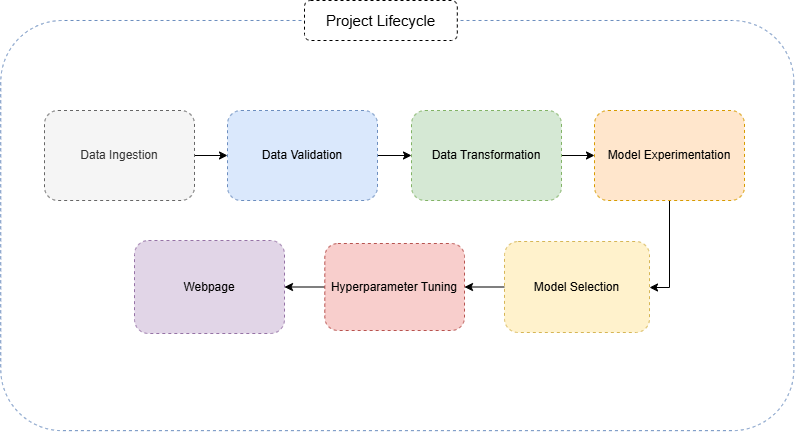 Project Lifecycle
Data Ingestion
Data Validation
Data Transformation
Model Experimentation
Model Selection
Hyperparameter Tuning
Webpage